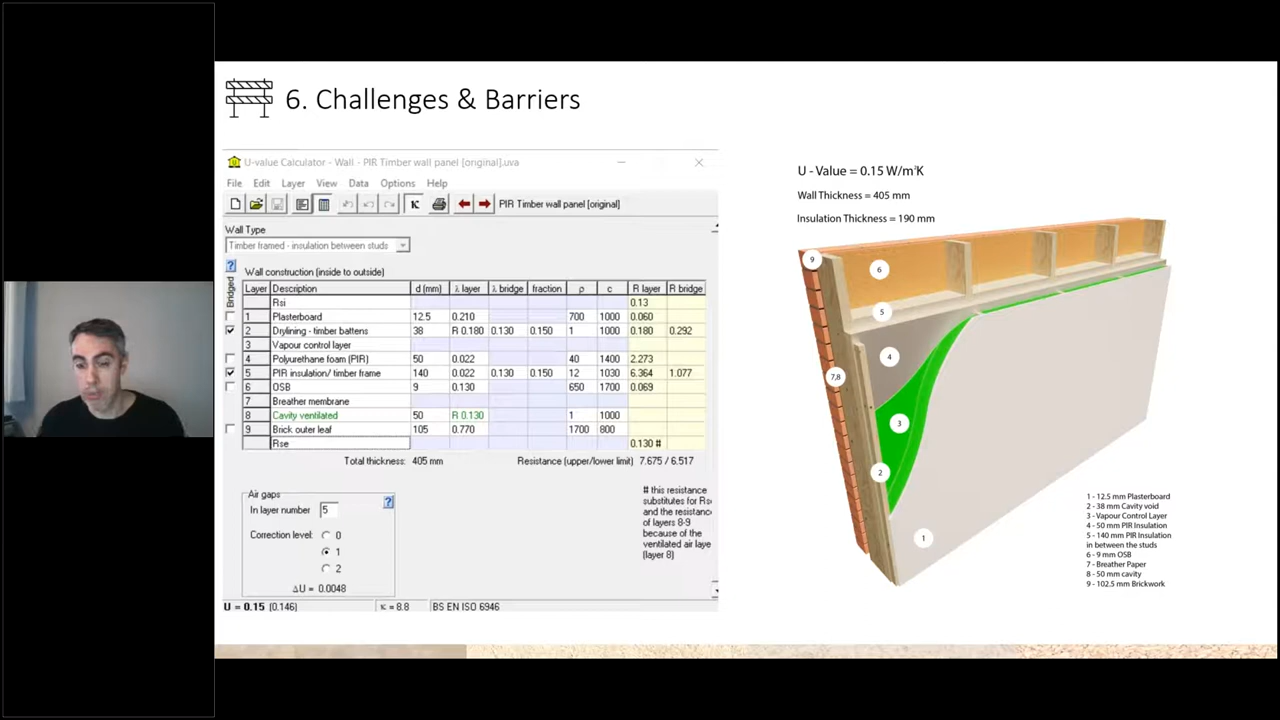 6. Challenges & Barriers
U-value Calculator - Wall - PIR Timber wall panel [original].uva
File Edit Layer View Data Options Help
K PIR Timber wall panel [original]
Wall Type
Timber framed - insulation between studs
? Wall construction (inside to outside)
Bridged
Layer Description d (mm) λ layer λ bridge fraction ρ c R layer R bridge
Rsi 0.13
1 Plasterboard 12.5 0.210 700 1000 0.060
2 Drylining - timber battens 38 R 0.180 0.130 0.150 1 1000 0.180 0.292
3 Vapour control layer
4 Polyurethane foam (PIR) 50 0.022 40 1400 2.273
5 PIR insulation/ timber frame 140 0.022 0.130 0.150 12 1030 6.364 1.077
6 OSB 9 0.130 650 1700 0.069
7 Breather membrane
8 Cavity ventilated 50 R 0.130 1 1000
9 Brick outer leaf 105 0.770 1700 800
Rse 0.130 #
Total thickness: 405 mm Resistance (upper/lower limit) 7.675 / 6.517
Air gaps
In layer number 5 ?
Correction level: 0
1
2
ΔU = 0.0048
# this resistance
substitutes for Rse
and the resistance
of layers 8-9
because of the
ventilated air laye
(layer 8)
U = 0.15 (0.146) κ = 8.8 BS EN ISO 6946
U - Value = 0.15 W/m²K
Wall Thickness = 405 mm
Insulation Thickness = 190 mm
9
6
5
4
7,8
3
2
1
1 - 12.5 mm Plasterboard
2 - 38 mm Cavity void
3 - Vapour Control Layer
4 - 50 mm PIR Insulation
5 - 140 mm PIR Insulation
in between the studs
6 - 9 mm OSB
7 - Breather Paper
8 - 50 mm cavity
9 - 102.5 mm Brickwork